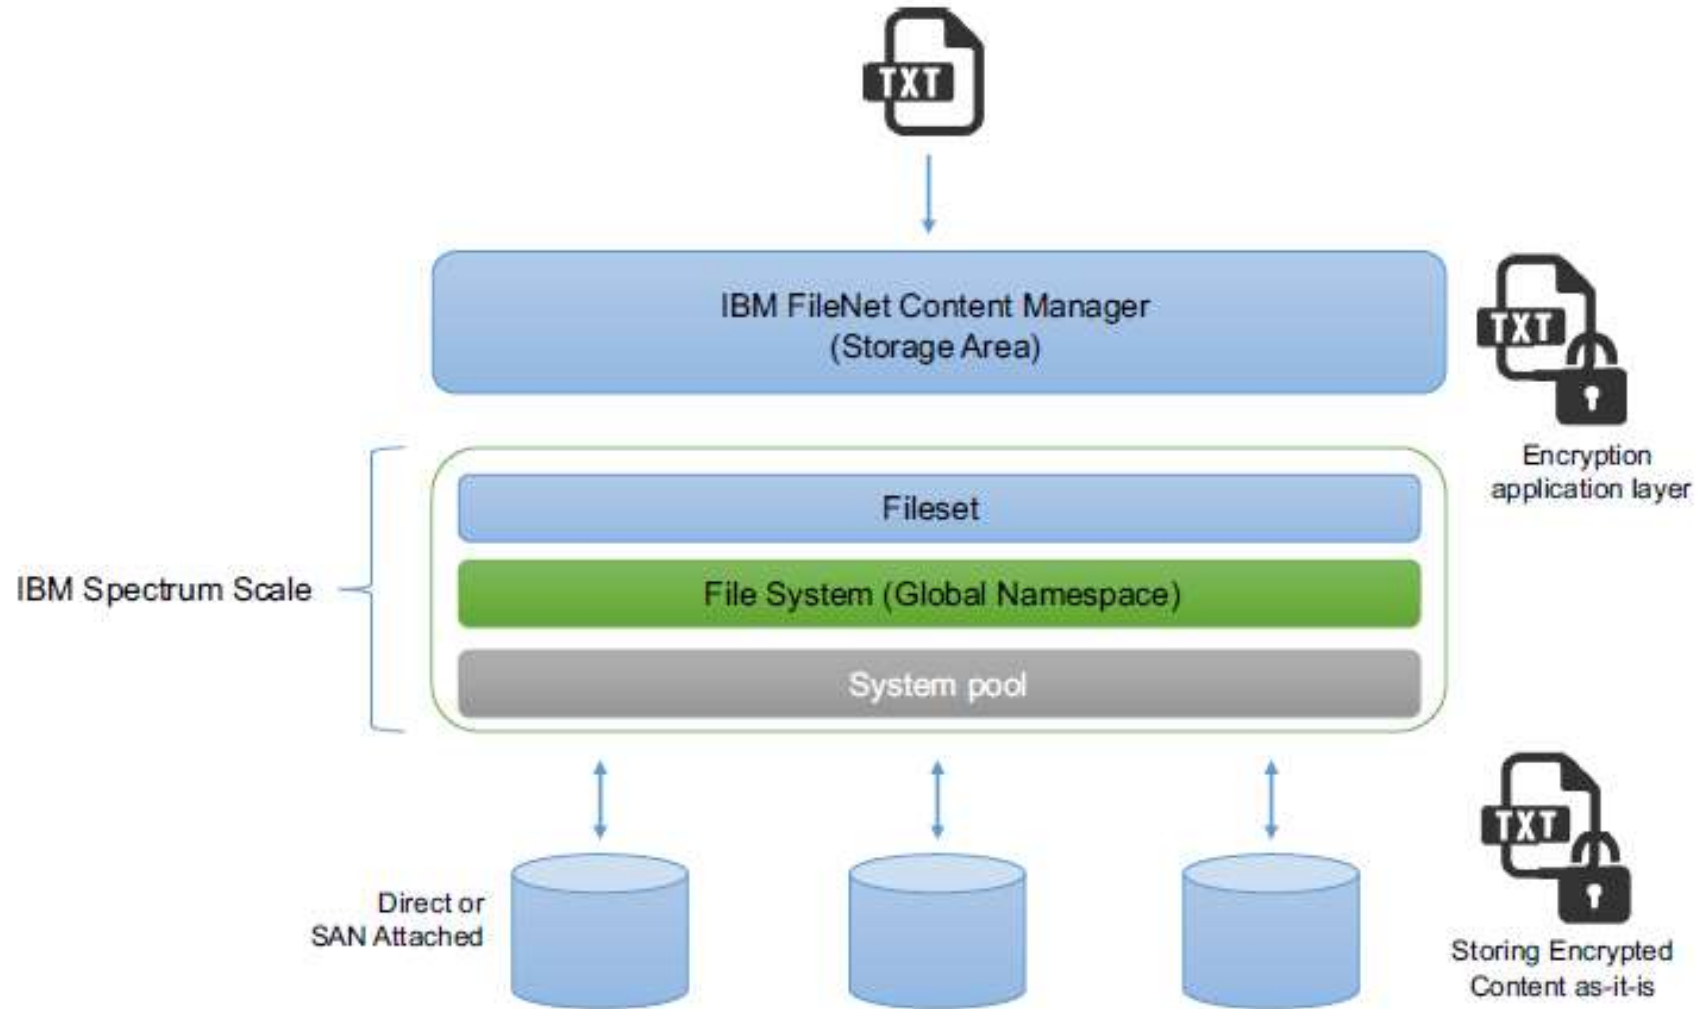 TXT
IBM FileNet Content Manager
(Storage Area)
TXT
Encryption
application layer
Fileset
IBM Spectrum Scale
File System (Global Namespace)
System pool
TXT
Direct or
SAN Attached
Storing Encrypted
Content as-it-is